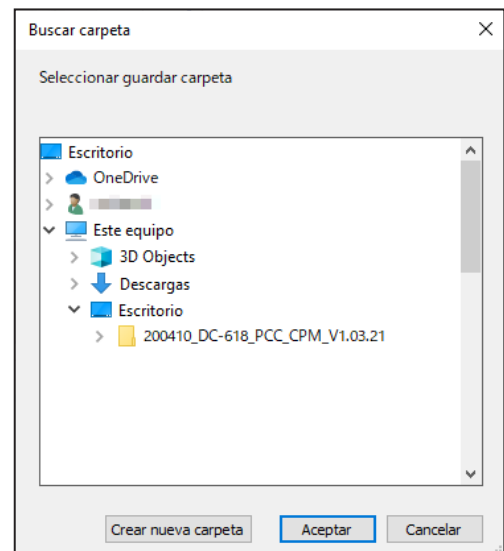 Buscar carpeta
Seleccionar guardar carpeta
Escritorio
OneDrive
Este equipo
3D Objects
Descargas
Escritorio
200410_DC-618_PCC_CPM_V1.03.21
Crear nueva carpeta Aceptar Cancelar